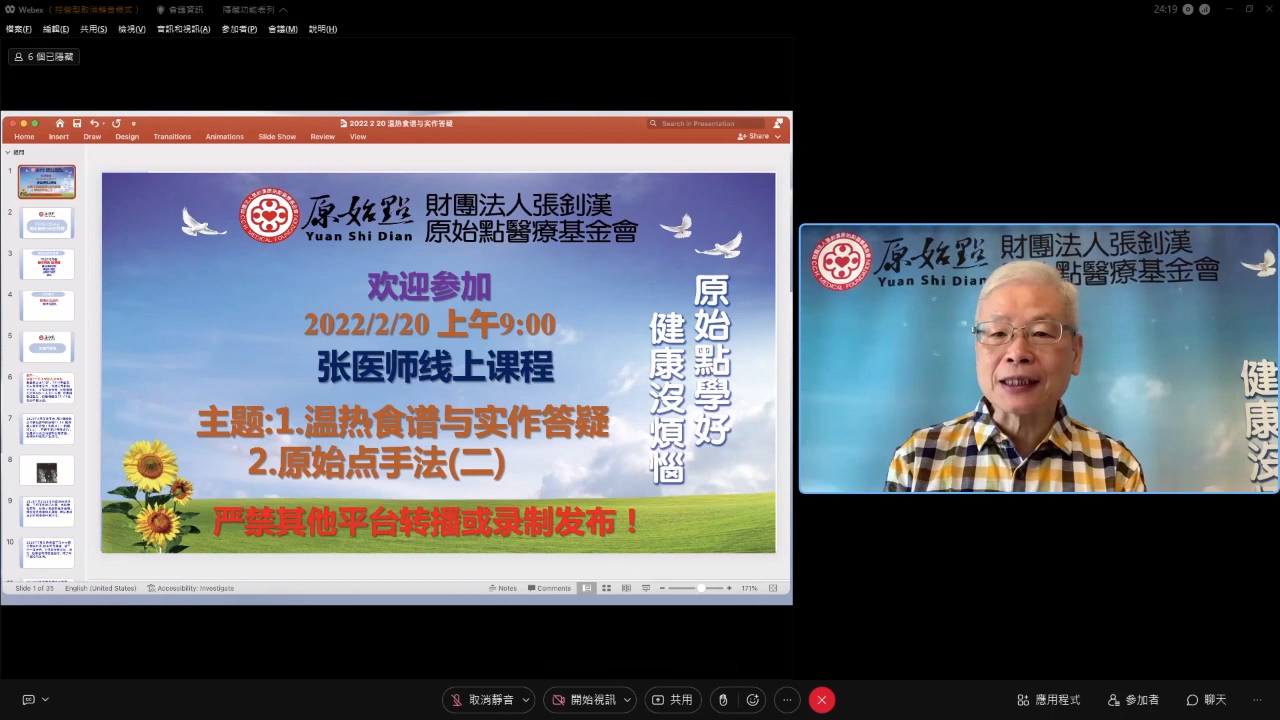 Webex
會議資訊
隱藏功能表列
24:19
檔案(F) 編輯(E) 共用(S) 檢視(V) 音訊和視訊(A) 參加者(P) 會議(M) 說明(H)
6 個已隱藏
2022 2 20 温热食谱与实作答疑
Search in Presentation
Home Insert Draw Design Transitions Animations Slide Show Review View
Share
1
2
3
4
5
6
7
8
9
10
原始點
Yuan Shi Dian
財團法人張釗漢
原始點醫療基金會
欢迎参加
2022/2/20 上午9:00
张医师线上课程
主题:1.温热食谱与实作答疑
2.原始点手法(二)
严禁其他平台转播或录制发布！
原始點學好
健康沒煩惱
Slide 1 of 35 English (United States) Accessibility: Investigate
Notes Comments 171%
原始點
Yuan Shi Dian
財團法人張釗漢
點醫療基金會
健康沒
取消靜音 開始視訊 共用
應用程式 參加者 聊天